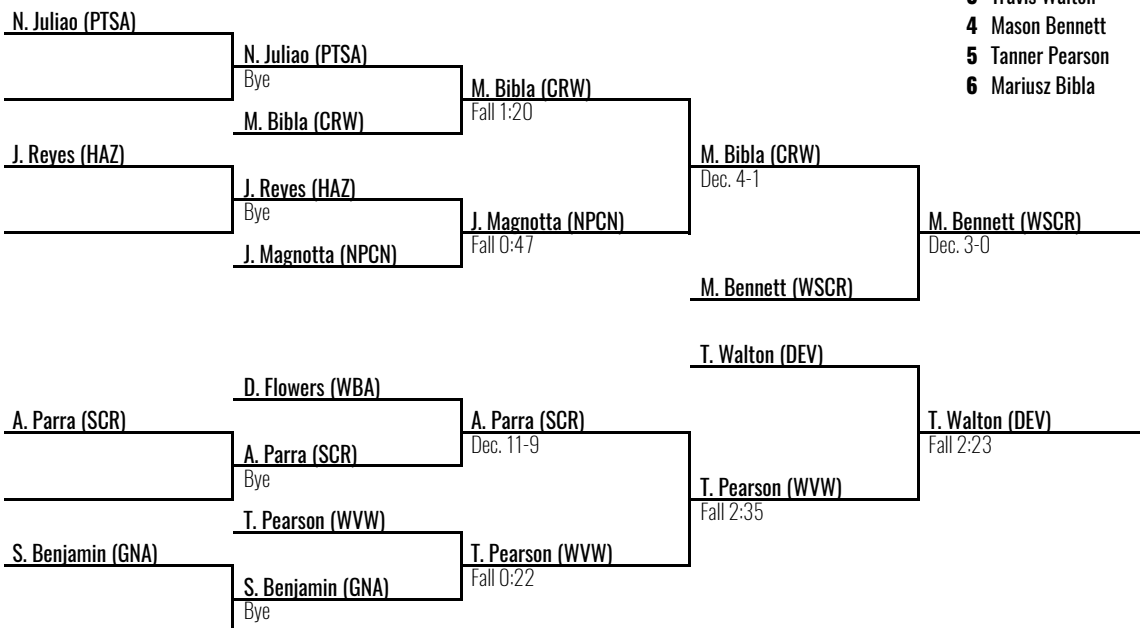 3 Travis Walton
4 Mason Bennett
5 Tanner Pearson
6 Mariusz Bibla
N. Juliao (PTSA)
N. Juliao (PTSA)
Bye
M. Bibla (CRW)
Fall 1:20
M. Bibla (CRW)
J. Reyes (HAZ)
M. Bibla (CRW)
Dec. 4-1
J. Reyes (HAZ)
Bye
J. Magnotta (NPCN)
Fall 0:47
M. Bennett (WSCR)
Dec. 3-0
J. Magnotta (NPCN)
M. Bennett (WSCR)
T. Walton (DEV)
D. Flowers (WBA)
A. Parra (SCR)
A. Parra (SCR)
Dec. 11-9
T. Walton (DEV)
Fall 2:23
A. Parra (SCR)
Bye
T. Pearson (WVW)
Fall 2:35
T. Pearson (WVW)
S. Benjamin (GNA)
T. Pearson (WVW)
Fall 0:22
S. Benjamin (GNA)
Bye